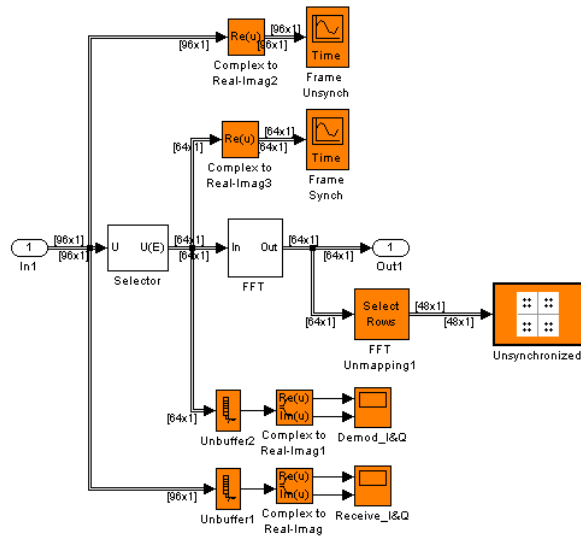 [96x1]
[96x1]
[96x1]
Re(u)
Time
Complex to
Real-Imag2
Frame
Unsynch
[64x1]
[64x1]
[64x1]
Re(u)
Time
Complex to
Real-Imag3
Frame
Synch
1
In1
[96x1]
[96x1]
U U(E)
Selector
[64x1]
[64x1]
In Out
FFT
[64x1]
[64x1]
1
Out1
[64x1]
Select
Rows
FFT
Unmapping1
[48x1]
[48x1]
Unsynchronized
[64x1]
Unbuffer2
Re(u)
Im(u)
Complex to
Real-Imag1
Demod_I&Q
[96x1]
Unbuffer1
Re(u)
Im(u)
Complex to
Real-Imag
Receive_I&Q